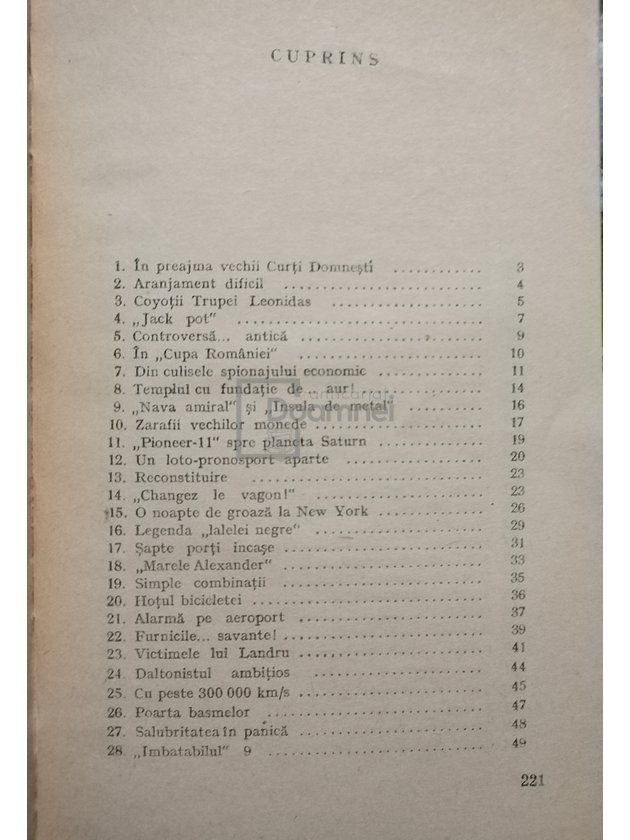 CUPRINS
1. În preajma vechii Curți Domnești ............ 3
2. Aranjament dificil ........................ 4
3. Coyoții Trupei Leonidas .................. 5
4. „Jack pot" .............................. 7
5. Controversă... antică .................... 9
6. În „Cupa României" ...................... 10
7. Din culisele spionajului economic ............ 11
8. Templul cu fundație de... aur! .............. 14
9. „Nava amiral" și „Insula de metal" .......... 16
10. Zarafii vechilor monede .................. 17
11. „Pioneer-11" spre planeta Saturn ............ 19
12. Un loto-pronosport aparte ................ 20
13. Reconstituire ............................ 23
14. „Changez le vagon!" .................... 23
15. O noapte de groază la New York ............ 26
16. Legenda „lalelei negre" .................... 29
17. Șapte porți incașe ........................ 31
18. „Marele Alexander" ........................ 33
19. Simple combinații ........................ 35
20. Hoțul bicicletei ............................ 36
21. Alarmă pe aeroport ...................... 37
22. Furnicile... savante! ........................ 39
23. Victimele lui Landru ...................... 41
24. Daltonistul ambițios ...................... 44
25. Cu peste 300 000 km/s .................... 45
26. Poarta basmelor .......................... 47
27. Salubritatea în panică ...................... 48
28. „Imbatabilul" 9 .......................... 49
221
anticariat
Doamnei